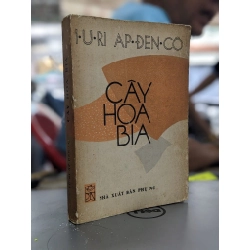 I·U·RI AP·ĐEN·CÔ
CÂY
HOA
BIA
NHÀ XUẤT BẢN PHỤ NỮ